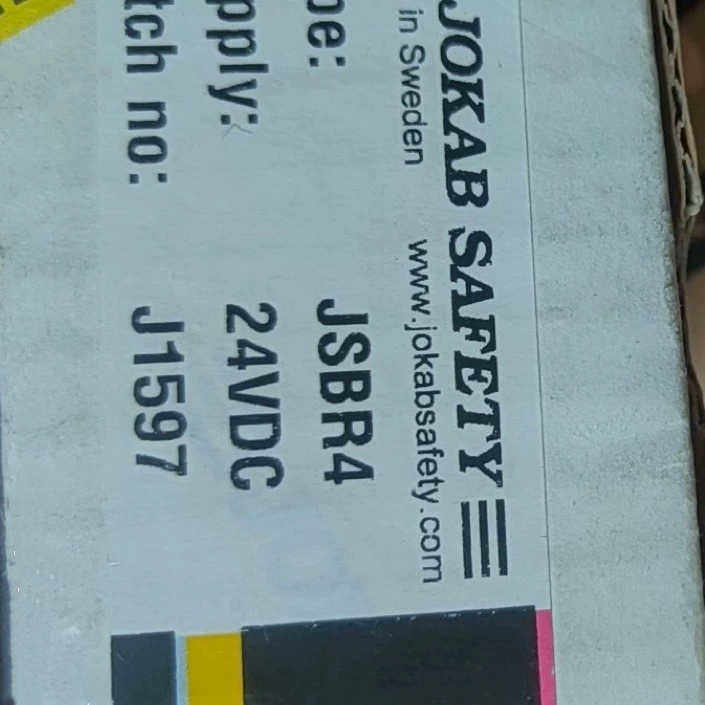 JOKAB SAFETY
in Sweden www.jokabsafety.com
pe: JSBR4
pply: 24VDC
tch no: J1597